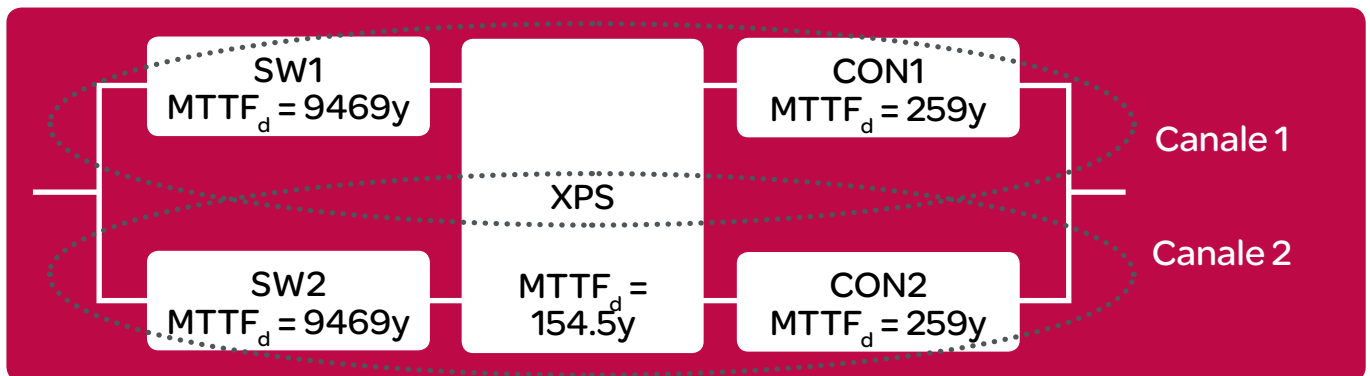 SW1
MTTFd = 9469y
CON1
MTTFd = 259y
Canale 1
XPS
Canale 2
SW2
MTTFd = 9469y
MTTFd =
154.5y
CON2
MTTFd = 259y